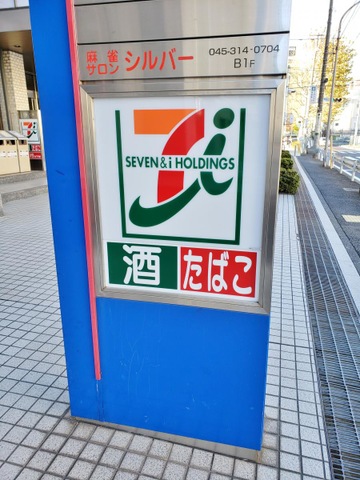 麻雀
サロン シルバー
045-314-0704
B1F
SEVEN & i HOLDINGS
酒 たばこ